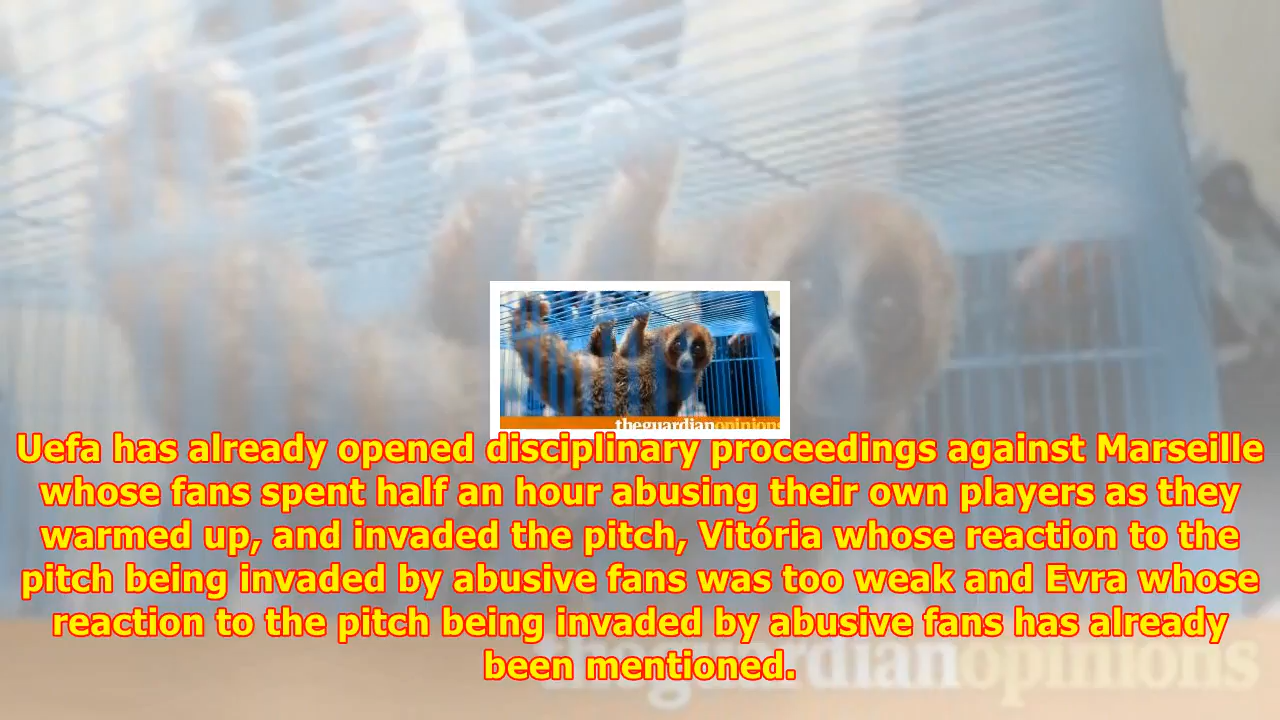 theguardianopinions
Uefa has already opened disciplinary proceedings against Marseille
whose fans spent half an hour abusing their own players as they
warmed up, and invaded the pitch, Vitória whose reaction to the
pitch being invaded by abusive fans was too weak and Evra whose
reaction to the pitch being invaded by abusive fans has already
been mentioned.
theguardianopinions